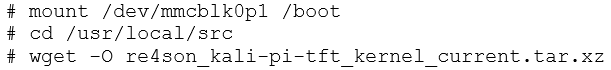 # mount /dev/mmcblk0p1 /boot
# cd /usr/local/src
# wget -O re4son_kali-pi-tft_kernel_current.tar.xz